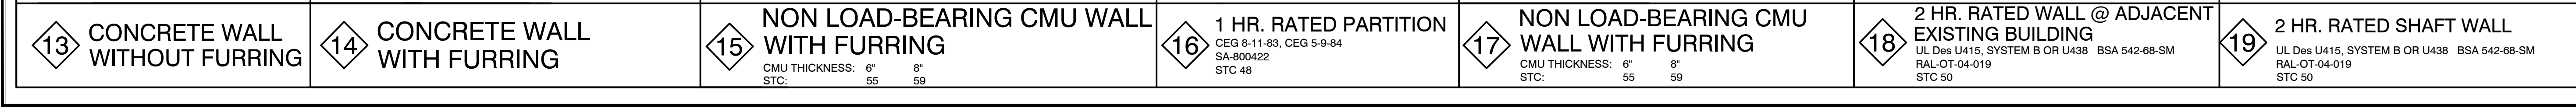 13 CONCRETE WALL
WITHOUT FURRING
14 CONCRETE WALL
WITH FURRING
15 NON LOAD-BEARING CMU WALL
WITH FURRING
CMU THICKNESS: 6" 8"
STC: 55 59
16 1 HR. RATED PARTITION
CEG 8-11-83, CEG 5-9-84
SA-800422
STC 48
17 NON LOAD-BEARING CMU
WALL WITH FURRING
CMU THICKNESS: 6" 8"
STC: 55 59
18 2 HR. RATED WALL @ ADJACENT
EXISTING BUILDING
UL Des U415, SYSTEM B OR U438 BSA 542-68-SM
RAL-OT-04-019
STC 50
19 2 HR. RATED SHAFT WALL
UL Des U415, SYSTEM B OR U438 BSA 542-68-SM
RAL-OT-04-019
STC 50